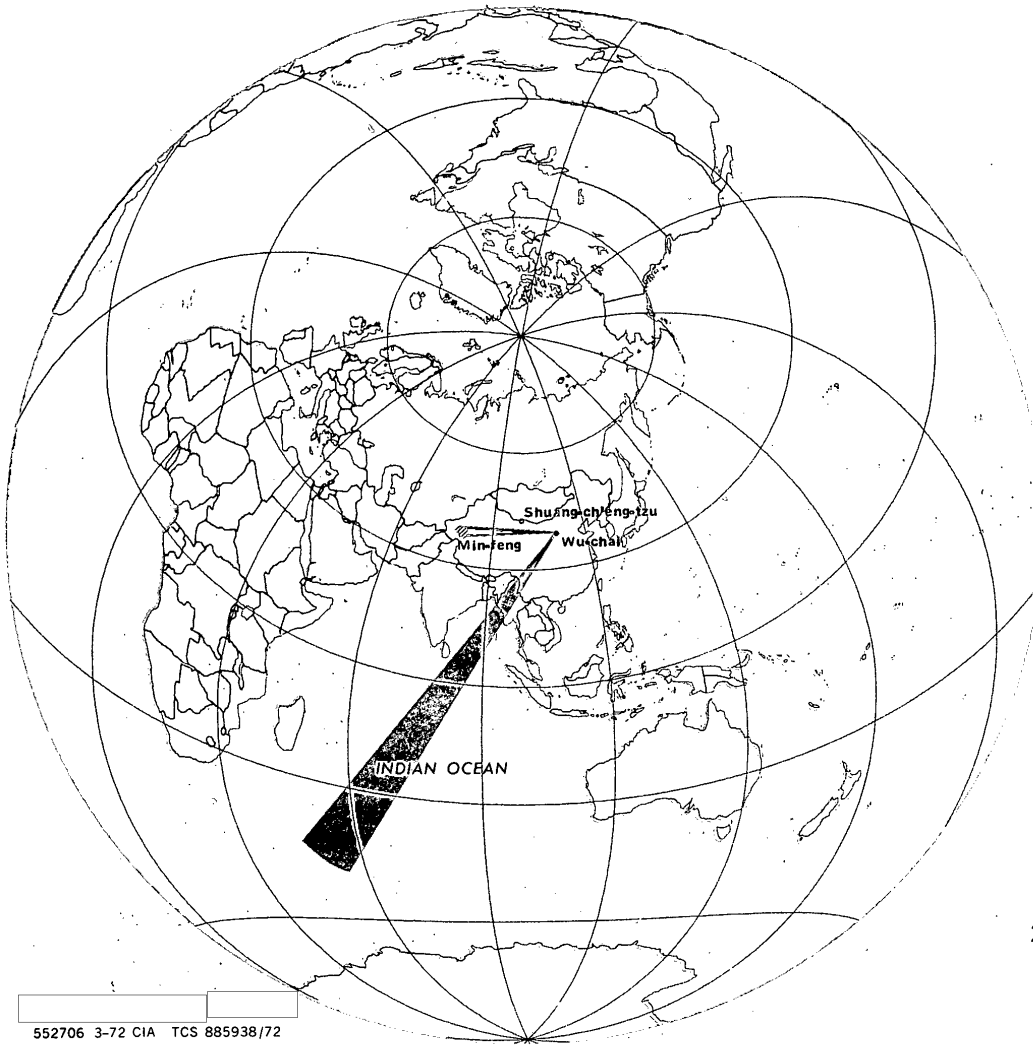 Shuang-ch'eng-tzu
Wu-chai
Min-feng
INDIAN OCEAN
552706 3-72 CIA TCS 885938/72